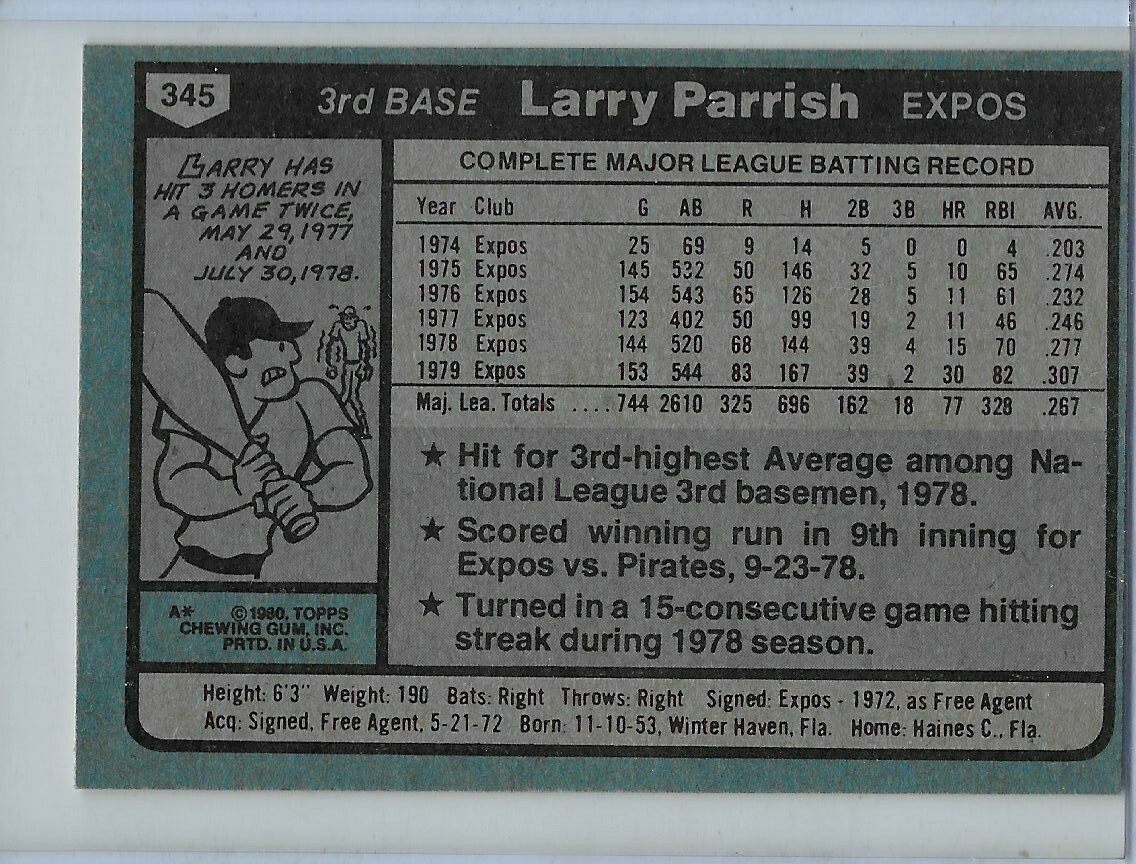 345 3rd BASE Larry Parrish EXPOS
LARRY HAS
HIT 3 HOMERS IN
A GAME TWICE,
MAY 29, 1977
AND
JULY 30, 1978.
COMPLETE MAJOR LEAGUE BATTING RECORD
Year Club G AB R H 2B 3B HR RBI AVG.
1974 Expos 25 69 9 14 5 0 0 4 .203
1975 Expos 145 532 50 146 32 5 10 65 .274
1976 Expos 154 543 65 126 28 5 11 61 .232
1977 Expos 123 402 50 99 19 2 11 46 .246
1978 Expos 144 520 68 144 39 4 15 70 .277
1979 Expos 153 544 83 167 39 2 30 82 .307
Maj. Lea. Totals ....744 2610 325 696 162 18 77 328 .267
★ Hit for 3rd-highest Average among Na-
tional League 3rd basemen, 1978.
★ Scored winning run in 9th inning for
Expos vs. Pirates, 9-23-78.
★ Turned in a 15-consecutive game hitting
streak during 1978 season.
A* ©1980, TOPPS
CHEWING GUM, INC.
PRTD. IN U.S.A.
Height: 6'3" Weight: 190 Bats: Right Throws: Right Signed: Expos - 1972, as Free Agent
Acq: Signed, Free Agent, 5-21-72 Born: 11-10-53, Winter Haven, Fla. Home: Haines C., Fla.